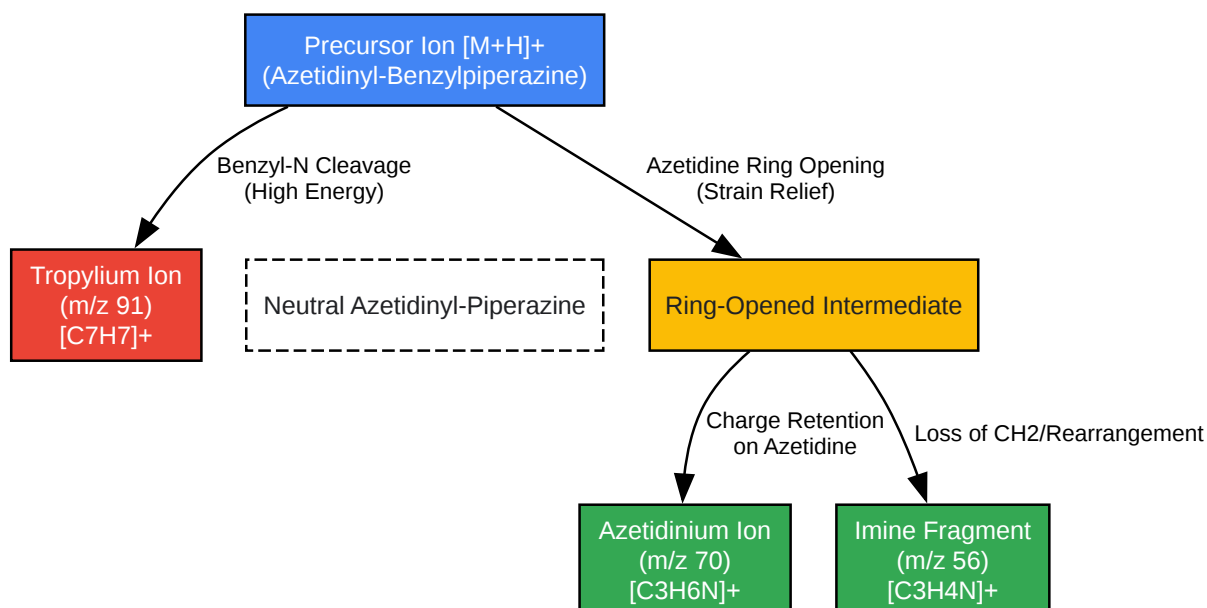 Precursor Ion [M+H]+
(Azetidinyl-Benzylpiperazine)
Benzyl-N Cleavage
(High Energy)
Azetidine Ring Opening
(Strain Relief)
Tropylium Ion
(m/z 91)
[C7H7]+
Neutral Azetidinyl-Piperazine
Ring-Opened Intermediate
Charge Retention
on Azetidine
Loss of CH2/Rearrangement
Azetidinium Ion
(m/z 70)
[C3H6N]+
Imine Fragment
(m/z 56)
[C3H4N]+